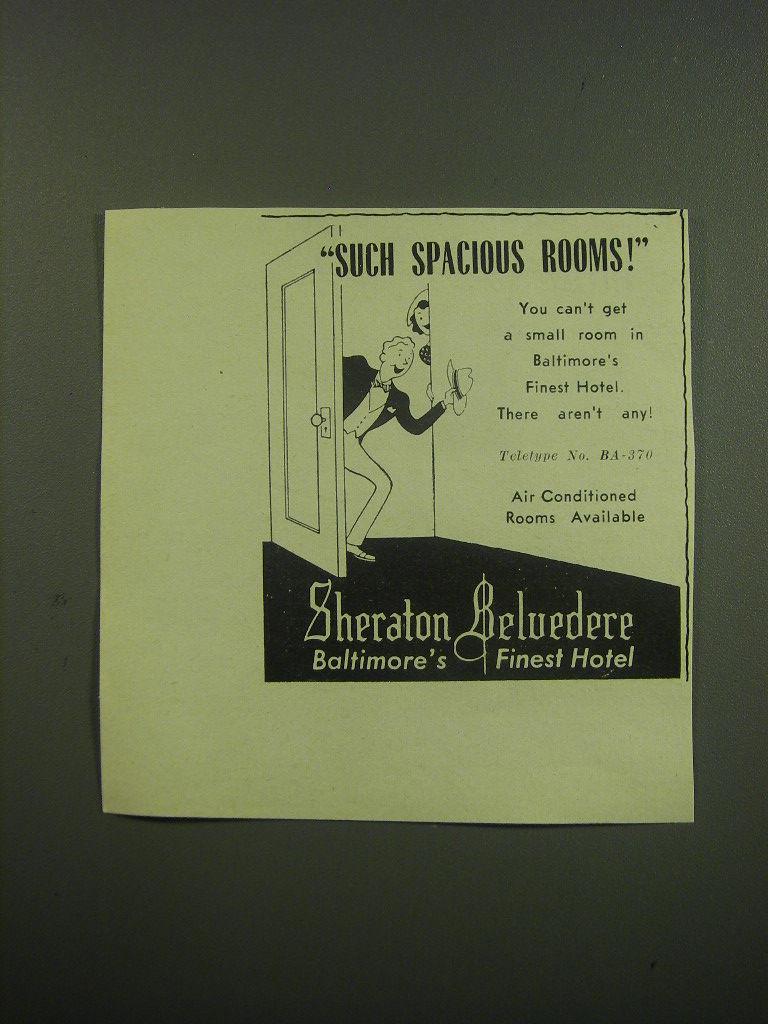 “SUCH SPACIOUS ROOMS!”
You can't get
a small room in
Baltimore's
Finest Hotel.
There aren't any!
Teletype No. BA-370
Air Conditioned
Rooms Available
Sheraton Belvedere
Baltimore's Finest Hotel